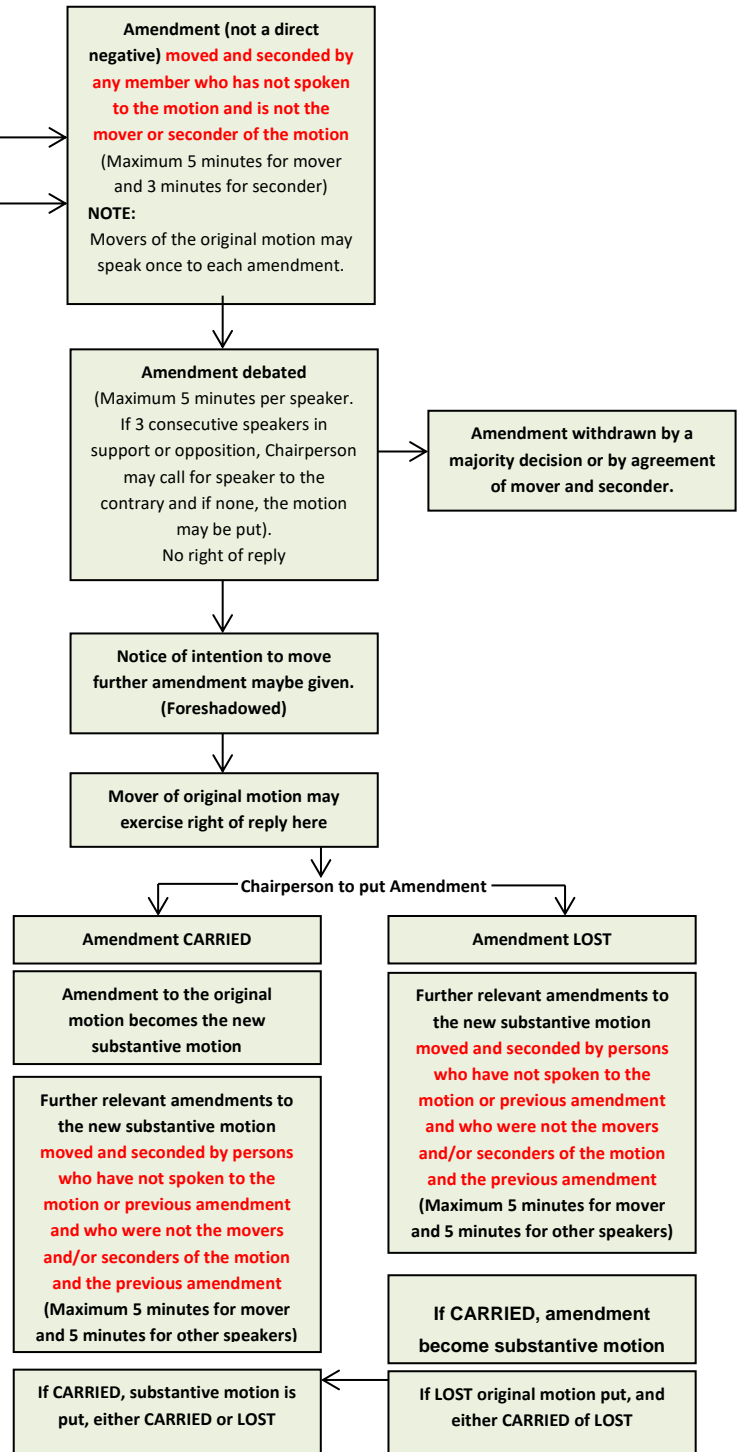 Amendment (not a direct
negative) moved and seconded by
any member who has not spoken
to the motion and is not the
mover or seconder of the motion
(Maximum 5 minutes for mover
and 3 minutes for seconder)
NOTE:
Movers of the original motion may
speak once to each amendment.
Amendment debated
(Maximum 5 minutes per speaker.
If 3 consecutive speakers in
support or opposition, Chairperson
may call for speaker to the
contrary and if none, the motion
may be put).
No right of reply
Amendment withdrawn by a
majority decision or by agreement
of mover and seconder.
Notice of intention to move
further amendment maybe given.
(Foreshadowed)
Mover of original motion may
exercise right of reply here
Chairperson to put Amendment
Amendment CARRIED
Amendment to the original
motion becomes the new
substantive motion
Further relevant amendments to
the new substantive motion
moved and seconded by persons
who have not spoken to the
motion or previous amendment
and who were not the movers
and/or seconders of the motion
and the previous amendment
(Maximum 5 minutes for mover
and 5 minutes for other speakers)
If CARRIED, substantive motion is
put, either CARRIED or LOST
Amendment LOST
Further relevant amendments to
the new substantive motion
moved and seconded by persons
who have not spoken to the
motion or previous amendment
and who were not the movers
and/or seconders of the motion
and the previous amendment
(Maximum 5 minutes for mover
and 5 minutes for other speakers)
If CARRIED, amendment
become substantive motion
If LOST original motion put, and
either CARRIED of LOST